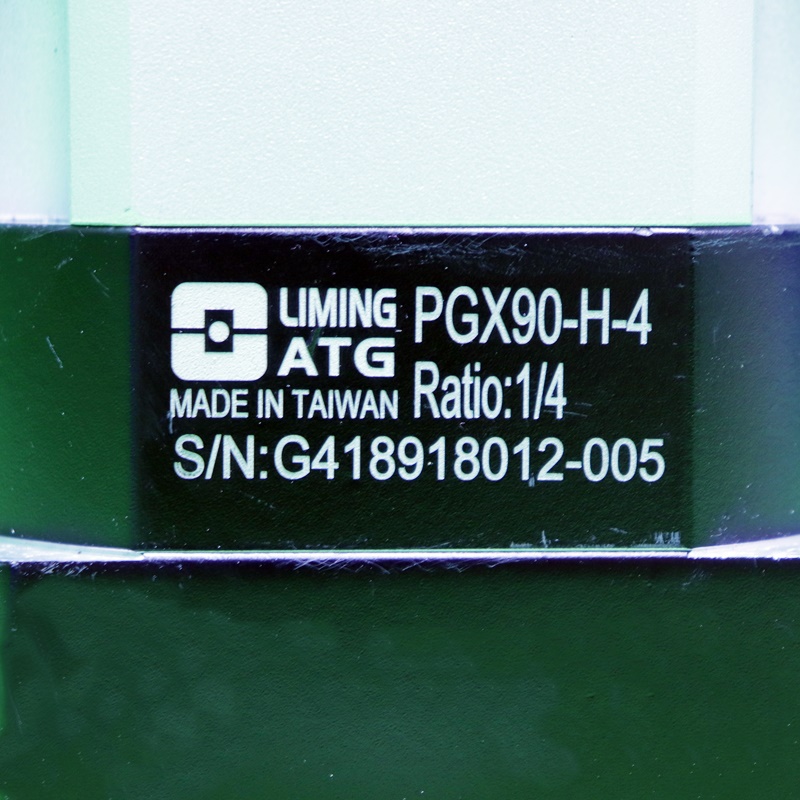 LIMING
ATG
PGX90-H-4
MADE IN TAIWAN
Ratio:1/4
S/N:G418918012-005